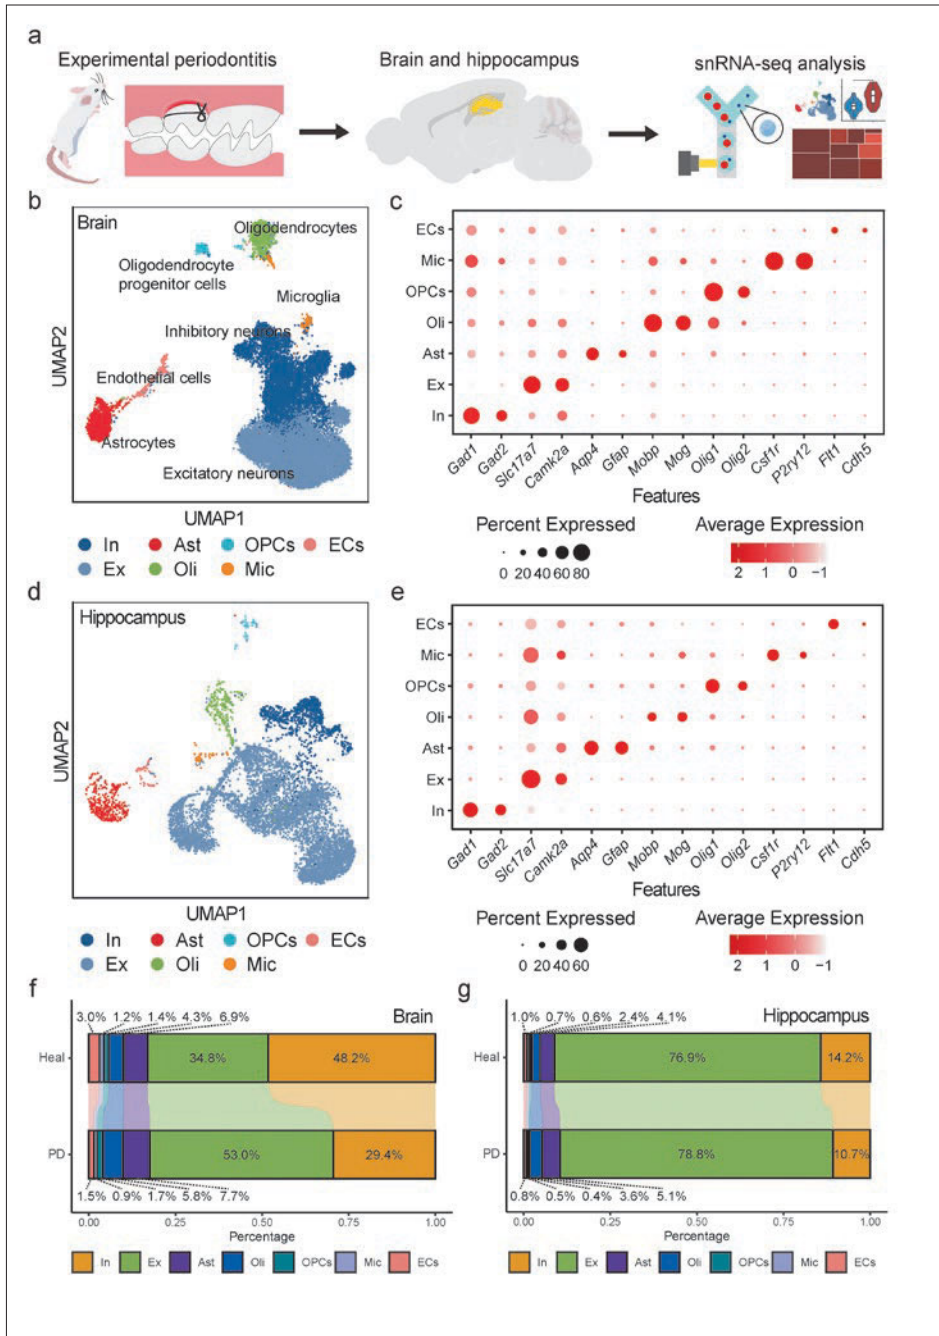 a
Experimental periodontitis
Brain and hippocampus
snRNA-seq analysis
b
Brain
Oligodendrocytes
Oligodendrocyte
progenitor cells
Microglia
Inhibitory neurons
Endothelial cells
Astrocytes
Excitatory neurons
UMAP2
UMAP1
In Ast OPCs ECs
Ex Oli Mic
c
ECs
Mic
OPCs
Oli
Ast
Ex
In
Gad1 Gad2 Slc17a7 Camk2a Aqp4 Gfap Mobp Mog Olig1 Olig2 Csf1r P2ry12 Flt1 Cdh5
Features
Percent Expressed
0 20 40 60 80
Average Expression
2 1 0 −1
d
Hippocampus
UMAP2
UMAP1
In Ast OPCs ECs
Ex Oli Mic
e
ECs
Mic
OPCs
Oli
Ast
Ex
In
Gad1 Gad2 Slc17a7 Camk2a Aqp4 Gfap Mobp Mog Olig1 Olig2 Csf1r P2ry12 Flt1 Cdh5
Features
Percent Expressed
0 20 40 60
Average Expression
2 1 0 −1
f
Brain
3.0% 1.2% 1.4% 4.3% 6.9%
Heal 34.8% 48.2%
PD 53.0% 29.4%
1.5% 0.9% 1.7% 5.8% 7.7%
0.00 0.25 0.50 0.75 1.00
Percentage
In Ex Ast Oli OPCs Mic ECs
g
Hippocampus
1.0% 0.7% 0.6% 2.4% 4.1%
Heal 76.9% 14.2%
PD 78.8% 10.7%
0.8% 0.5% 0.4% 3.6% 5.1%
0.00 0.25 0.50 0.75 1.00
Percentage
In Ex Ast Oli OPCs Mic ECs